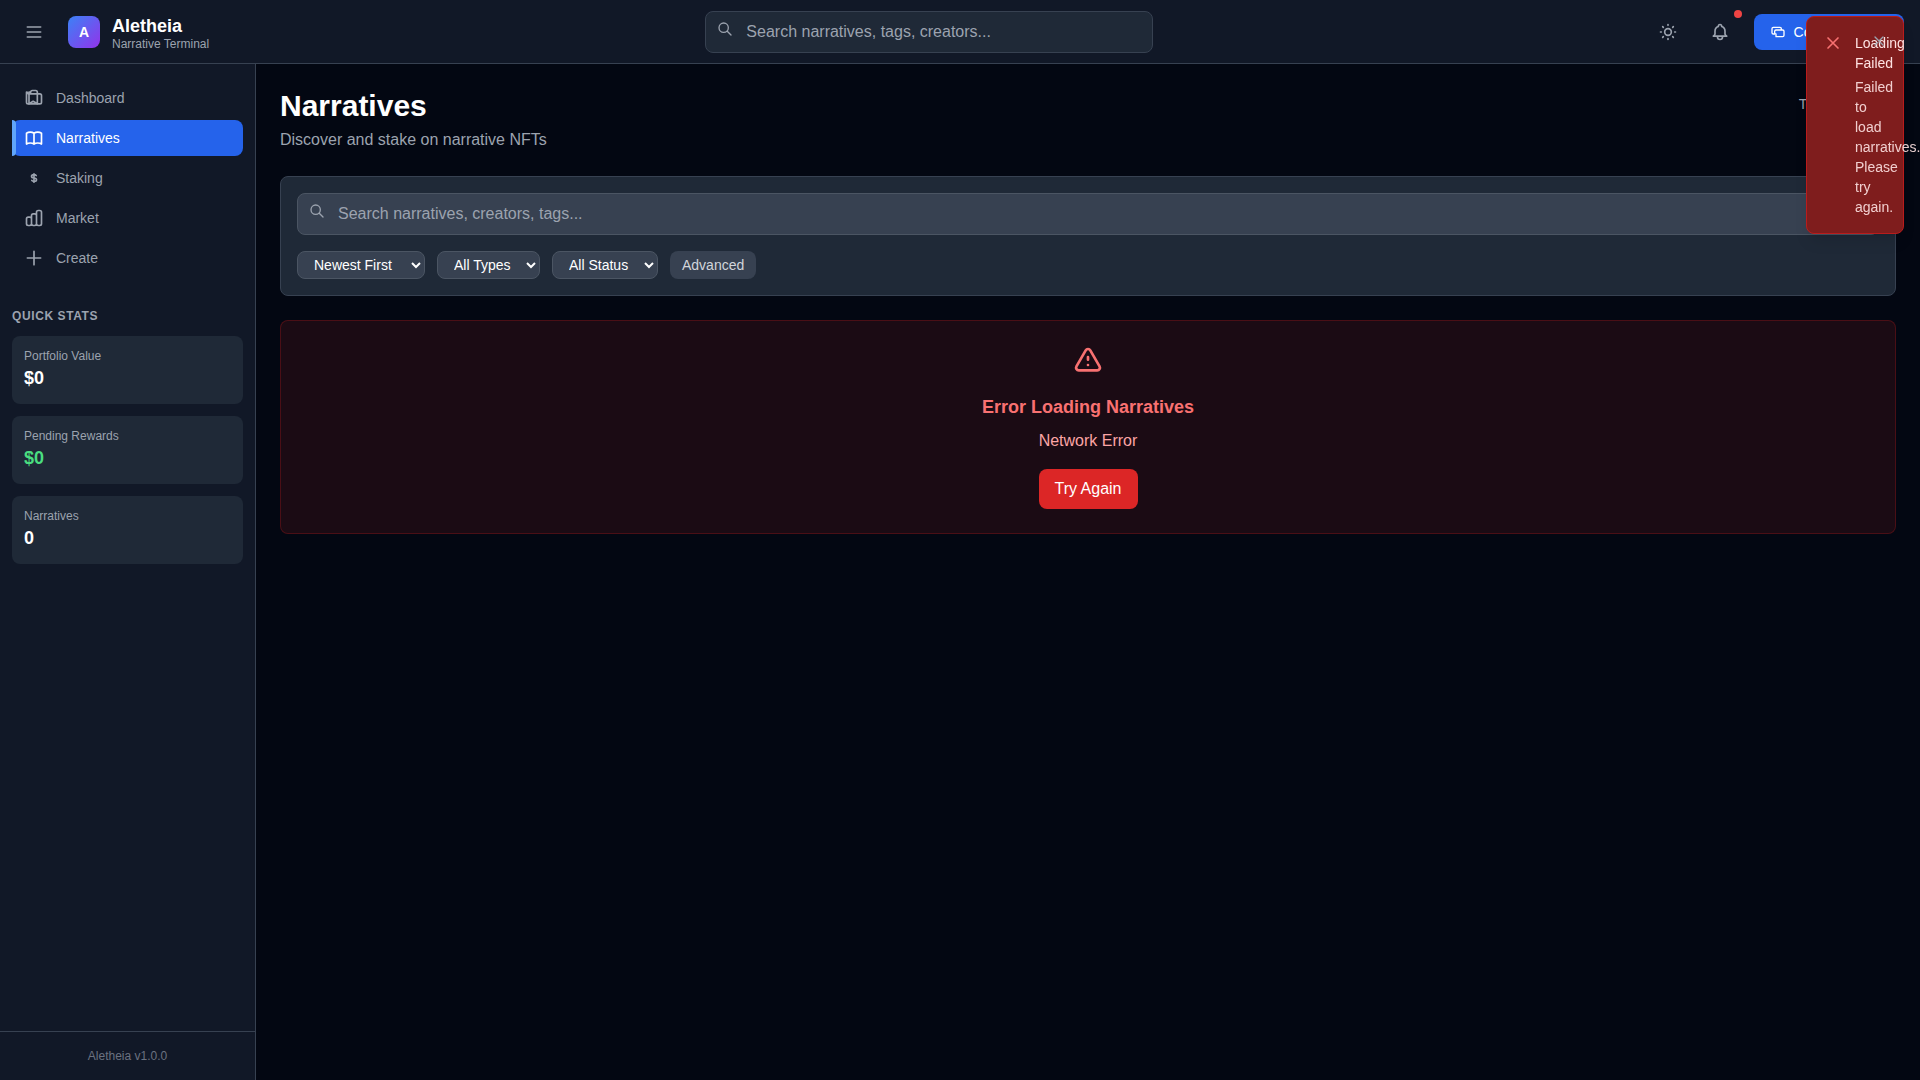 A
Aletheia
Narrative Terminal
Search narratives, tags, creators...
Dashboard
Narratives
Staking
Market
Create
QUICK STATS
Portfolio Value
$0
Pending Rewards
$0
Narratives
0
Aletheia v1.0.0
Narratives
Discover and stake on narrative NFTs
Search narratives, creators, tags...
Newest First
All Types
All Status
Advanced
Error Loading Narratives
Network Error
Try Again
Loading
Failed
Failed
to
load
narratives.
Please
try
again.